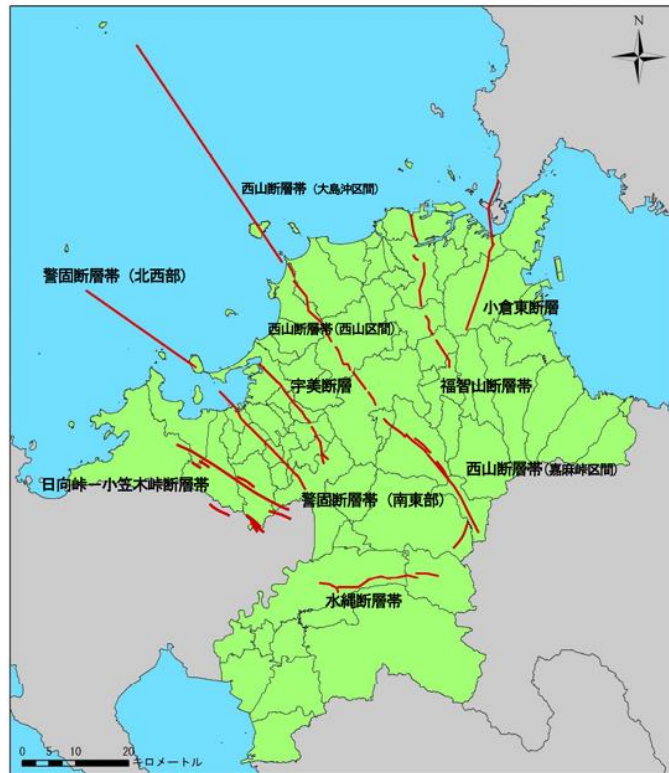 N
西山断層帯（大島沖区間）
警固断層帯（北西部）
小倉東断層
西山断層帯（西山区間）
宇美断層
福智山断層帯
西山断層帯（嘉麻峠区間）
日向峠ー小笠木峠断層帯
警固断層帯（南東部）
水縄断層帯
0 5 10 20
キロメートル